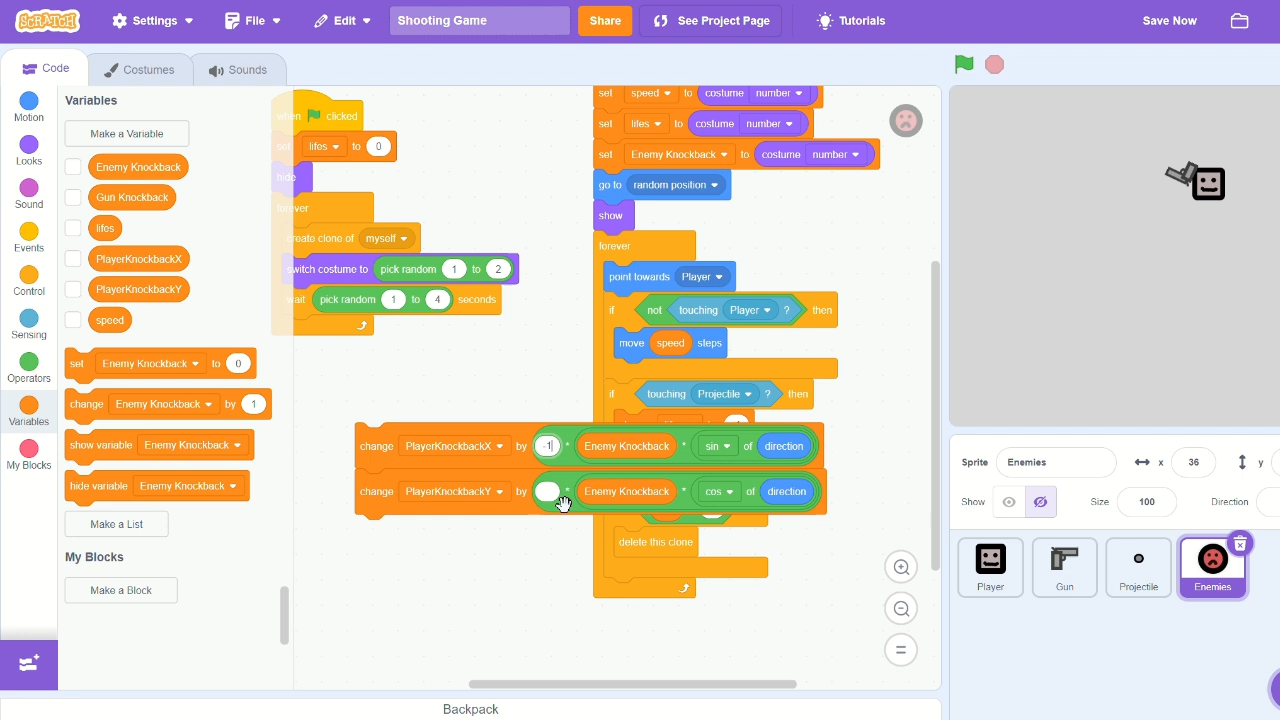 SCRATCH Settings File Edit Shooting Game Share See Project Page Tutorials Save Now
Code Costumes Sounds
Variables
Make a Variable
Enemy Knockback
Gun Knockback
lifes
PlayerKnockbackX
PlayerKnockbackY
speed
set Enemy Knockback to 0
change Enemy Knockback by 1
show variable Enemy Knockback
hide variable Enemy Knockback
Make a List
My Blocks
Make a Block
Motion
Looks
Sound
Events
Control
Sensing
Operators
Variables
My Blocks
when clicked
set lifes to 0
hide
forever
create clone of myself
switch costume to pick random 1 to 2
wait pick random 1 to 4 seconds
set speed to costume number
set lifes to costume number
set Enemy Knockback to costume number
go to random position
show
forever
point towards Player
if not touching Player ? then
move speed steps
if touching Projectile ? then
change PlayerKnockbackX by -1 * Enemy Knockback * sin of direction
change PlayerKnockbackY by * Enemy Knockback * cos of direction
delete this clone
Backpack
Sprite Enemies x 36 y
Show Size 100 Direction
Player Gun Projectile Enemies